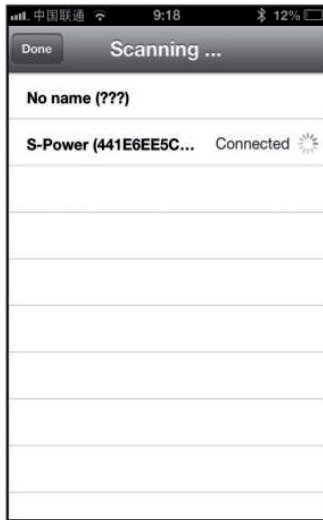 中国联通 9:18 12%
Done Scanning ...
No name (???)
S-Power (441E6EE5C... Connected